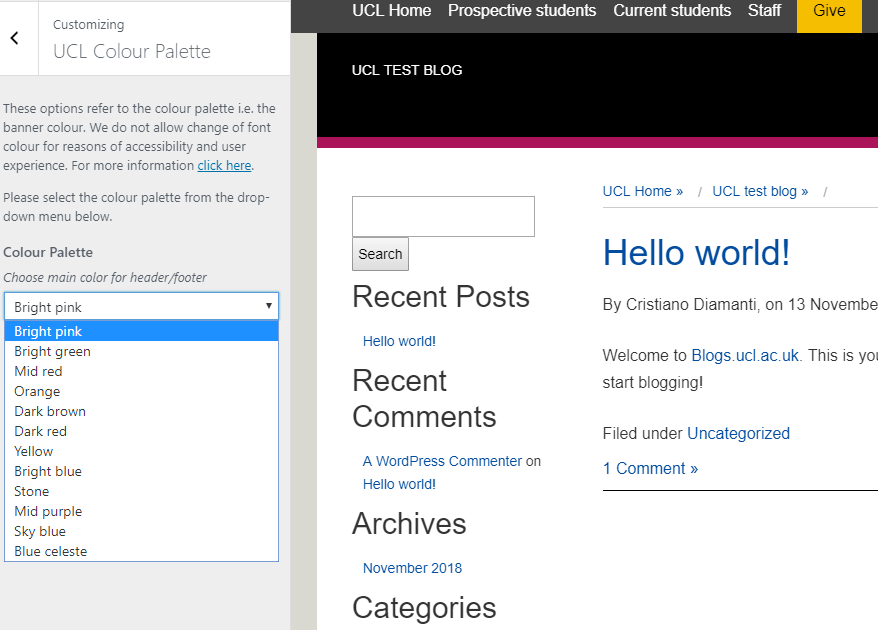 Customizing
UCL Colour Palette
These options refer to the colour palette i.e. the
banner colour. We do not allow change of font
colour for reasons of accessibility and user
experience. For more information click here.
Please select the colour palette from the drop-
down menu below.
Colour Palette
Choose main color for header/footer
Bright pink
Bright pink
Bright green
Mid red
Orange
Dark brown
Dark red
Yellow
Bright blue
Stone
Mid purple
Sky blue
Blue celeste
UCL Home Prospective students Current students Staff Give
UCL TEST BLOG
Search
Recent Posts
Hello world!
Recent
Comments
A WordPress Commenter on
Hello world!
Archives
November 2018
Categories
UCL Home » / UCL test blog » /
Hello world!
By Cristiano Diamanti, on 13 Novembe
Welcome to Blogs.ucl.ac.uk. This is you
start blogging!
Filed under Uncategorized
1 Comment »